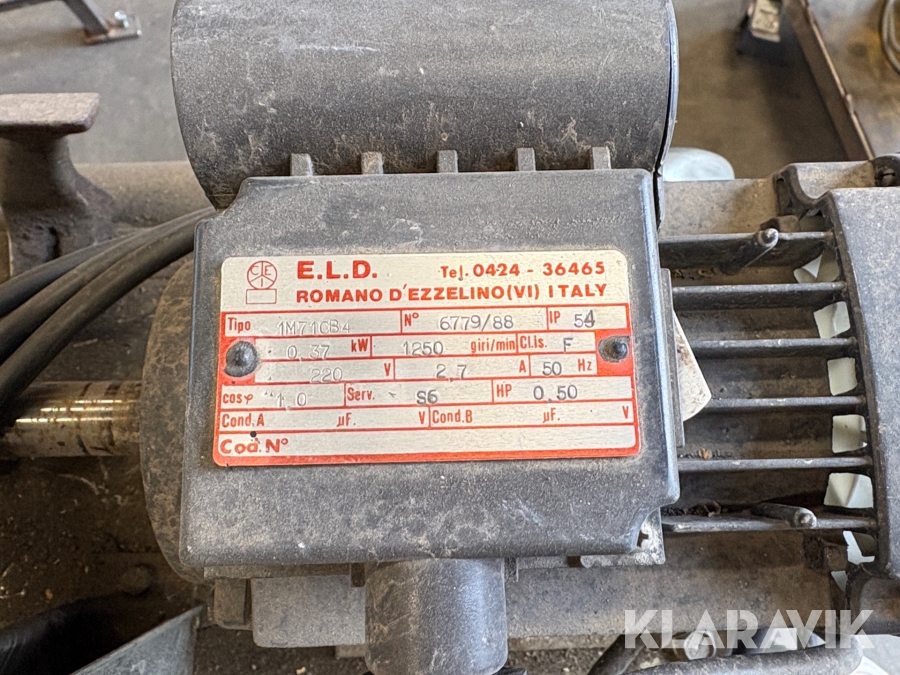 E.L.D. Tel. 0424 - 36465
ROMANO D'EZZELINO(VI) ITALY
Tipo 1M71CB4 N° 6779/88 IP 54
0,37 kW 1250 giri/min Cl.is. F
220 V 2,7 A 50 Hz
cosφ 1,0 Serv. S6 HP 0,50
Cond.A µF. V Cond.B µF. V
Cod.N°
KLARAVIK